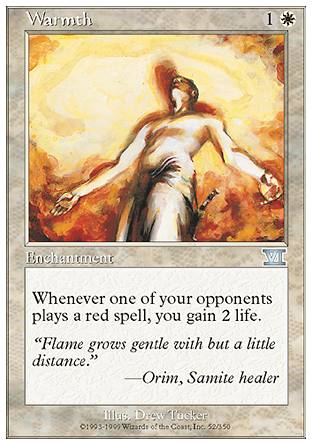 Warmth 1
Enchantment VI
Whenever one of your opponents
plays a red spell, you gain 2 life.
“Flame grows gentle with but a little
distance.”
—Orim, Samite healer
Illus. Drew Tucker
©1993-1999 Wizards of the Coast, Inc. 52/350